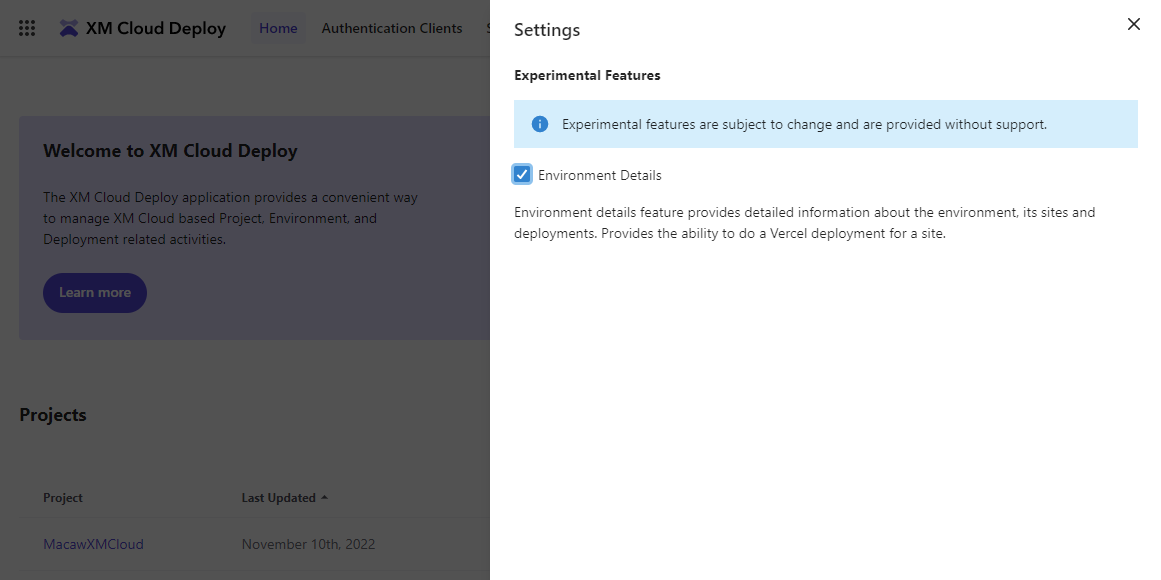 XM Cloud Deploy
Home
Authentication Clients
Settings
Experimental Features
Experimental features are subject to change and are provided without support.
Environment Details
Environment details feature provides detailed information about the environment, its sites and
deployments. Provides the ability to do a Vercel deployment for a site.
Welcome to XM Cloud Deploy
The XM Cloud Deploy application provides a convenient way
to manage XM Cloud based Project, Environment, and
Deployment related activities.
Learn more
Projects
Project Last Updated
MacawXMCloud November 10th, 2022